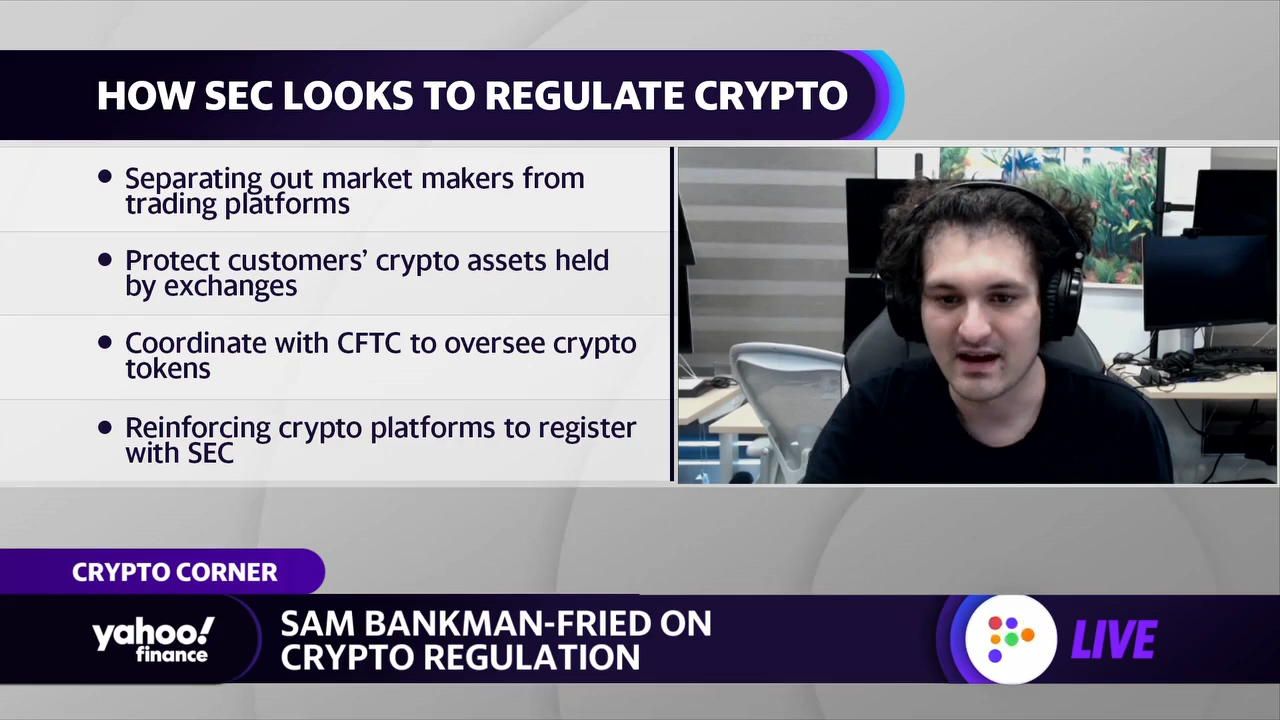 HOW SEC LOOKS TO REGULATE CRYPTO
• Separating out market makers from
trading platforms
• Protect customers’ crypto assets held
by exchanges
• Coordinate with CFTC to oversee crypto
tokens
• Reinforcing crypto platforms to register
with SEC
CRYPTO CORNER
yahoo!
finance
SAM BANKMAN-FRIED ON
CRYPTO REGULATION
LIVE